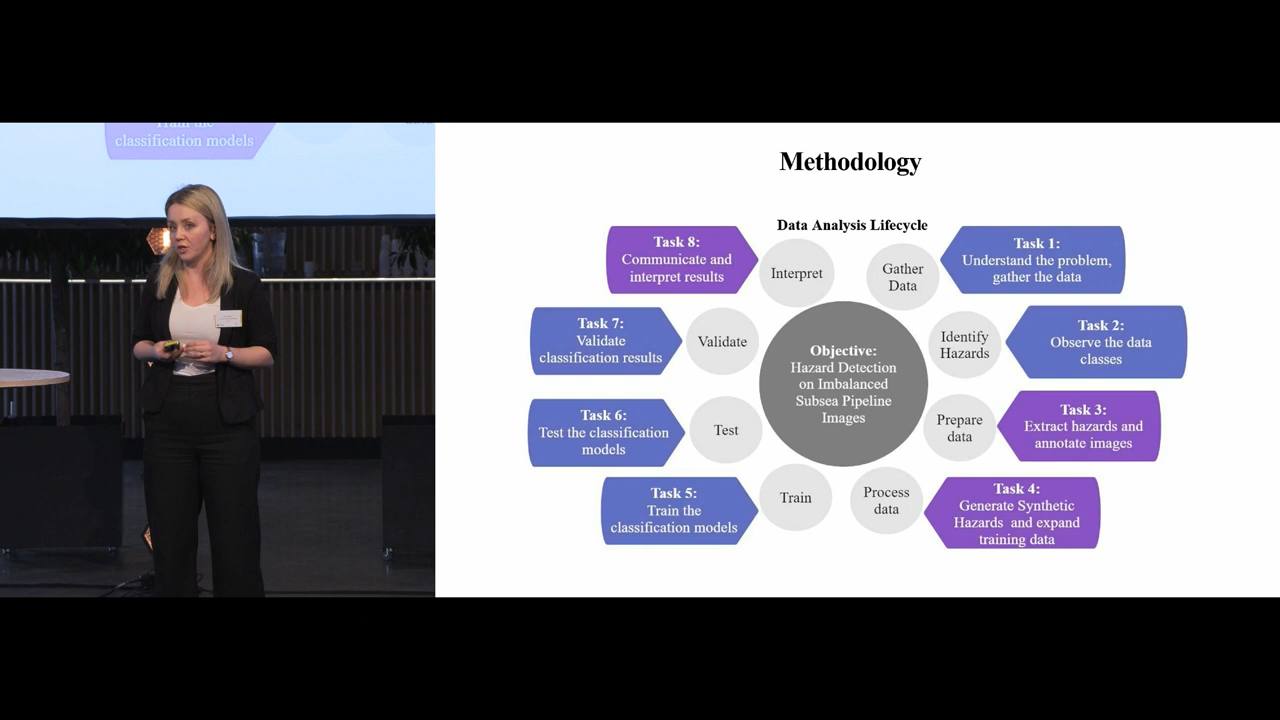 Train the
classification models
Methodology
Data Analysis Lifecycle
Task 8:
Communicate and
interpret results
Interpret
Gather
Data
Task 1:
Understand the problem,
gather the data
Task 7:
Validate
classification results
Validate
Identify
Hazards
Task 2:
Observe the data
classes
Objective:
Hazard Detection
on Imbalanced
Subsea Pipeline
Images
Task 6:
Test the classification
models
Test
Prepare
data
Task 3:
Extract hazards and
annotate images
Task 5:
Train the
classification models
Train
Process
data
Task 4:
Generate Synthetic
Hazards and expand
training data